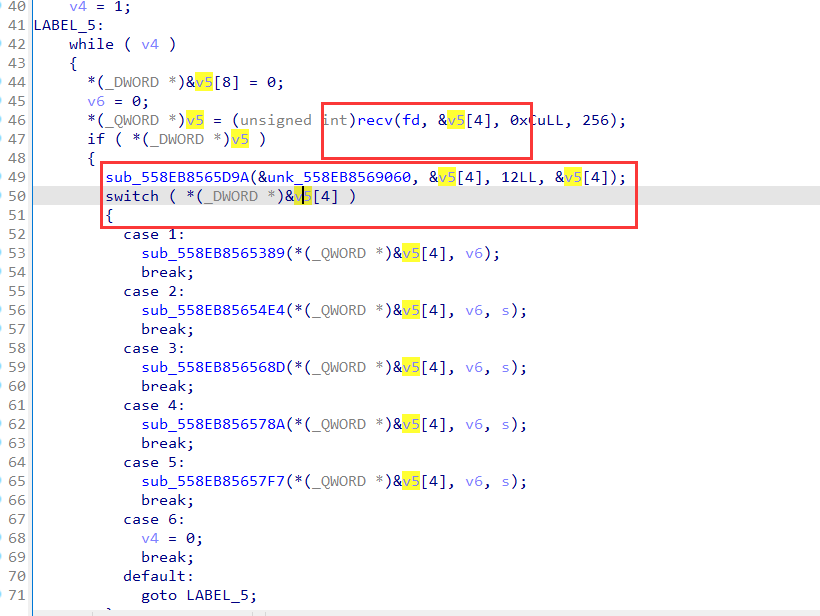 40 v4 = 1;
41 LABEL_5:
42 while ( v4 )
43 {
44 *(_DWORD *)&v5[8] = 0;
45 v6 = 0;
46 *(_QWORD *)v5 = (unsigned int)recv(fd, &v5[4], 0xCuLL, 256);
47 if ( *(_DWORD *)v5 )
48 {
49 sub_558EB8565D9A(&unk_558EB8569060, &v5[4], 12LL, &v5[4]);
50 switch ( *(_DWORD *)&v5[4] )
51 {
52 case 1:
53 sub_558EB8565389(*(_QWORD *)&v5[4], v6);
54 break;
55 case 2:
56 sub_558EB85654E4(*(_QWORD *)&v5[4], v6, s);
57 break;
58 case 3:
59 sub_558EB856568D(*(_QWORD *)&v5[4], v6, s);
60 break;
61 case 4:
62 sub_558EB856578A(*(_QWORD *)&v5[4], v6, s);
63 break;
64 case 5:
65 sub_558EB85657F7(*(_QWORD *)&v5[4], v6, s);
66 break;
67 case 6:
68 v4 = 0;
69 break;
70 default:
71 goto LABEL_5;